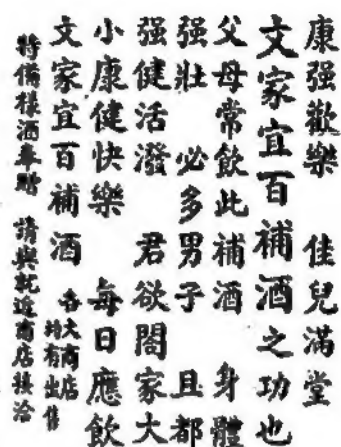 康强歡樂 佳兒滿堂
文家宜百補酒之功也
父母常飲此補酒 身體
强壯 必多男子 且都
强健活潑 君欲閤家大
小康健快樂 每日應飲
文家宜百補酒 各大商店均有出售
特備樣酒奉贈 請與就近商店接洽